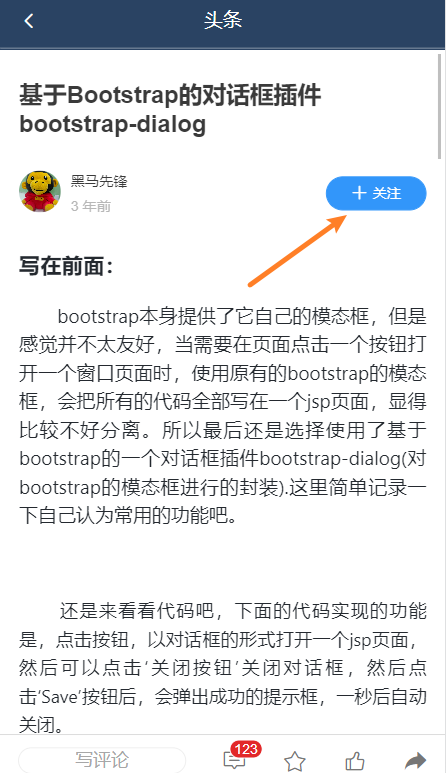 头条
基于Bootstrap的对话框插件
bootstrap-dialog
黑马先锋
3 年前
关注
写在前面：
bootstrap本身提供了它自己的模态框，但是
感觉并不太友好，当需要在页面点击一个按钮打
开一个窗口页面时，使用原有的bootstrap的模态
框，会把所有的代码全部写在一个jsp页面，显得
比较不好分离。所以最后还是选择使用了基于
bootstrap的一个对话框插件bootstrap-dialog(对
bootstrap的模态框进行的封装).这里简单记录一
下自己认为常用的功能吧。
还是来看看代码吧，下面的代码实现的功能
是，点击按钮，以对话框的形式打开一个jsp页面，
然后可以点击‘关闭按钮’关闭对话框，然后点
击‘Save’按钮后，会弹出成功的提示框，一秒后自动
关闭。
写评论
123